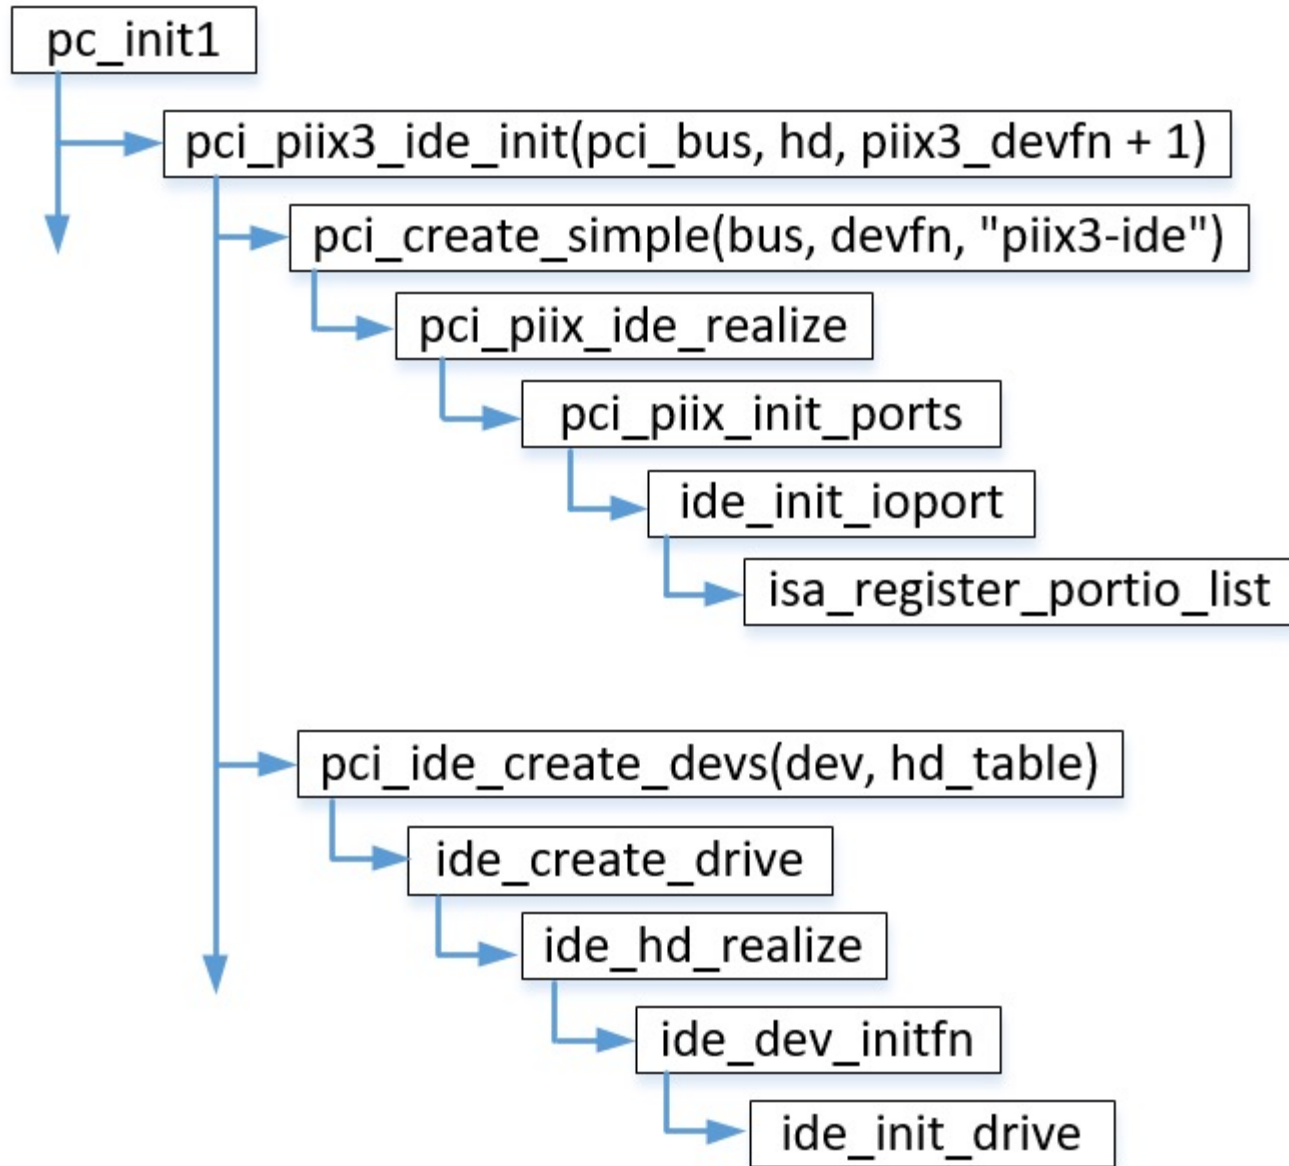 pc_init1
pci_piix3_ide_init(pci_bus, hd, piix3_devfn + 1)
pci_create_simple(bus, devfn, "piix3-ide")
pci_piix_ide_realize
pci_piix_init_ports
ide_init_ioport
isa_register_portio_list
pci_ide_create_devs(dev, hd_table)
ide_create_drive
ide_hd_realize
ide_dev_initfn
ide_init_drive